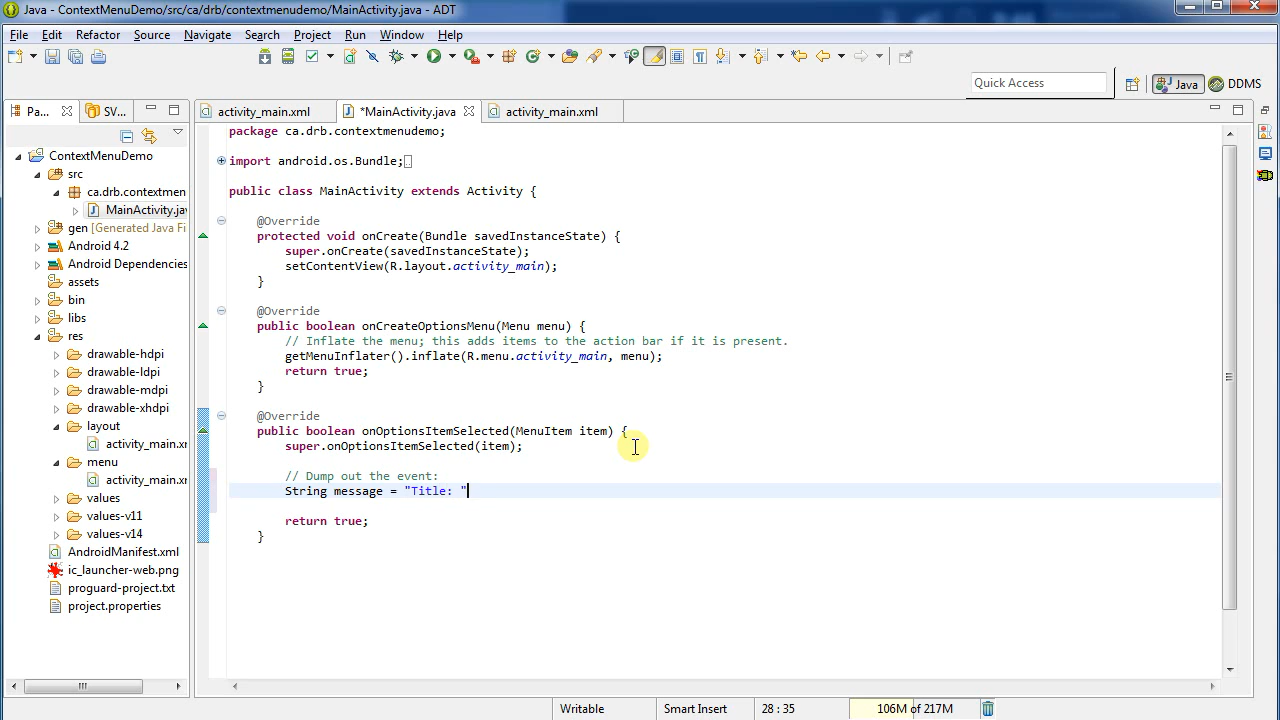 Java - ContextMenuDemo/src/ca/drb/contextmenudemo/MainActivity.java - ADT
File Edit Refactor Source Navigate Search Project Run Window Help
Quick Access
Java
DDMS
Pa...
SV...
activity_main.xml
*MainActivity.java
activity_main.xml
ContextMenuDemo
src
ca.drb.contextmen
MainActivity.jav
gen [Generated Java Fi
Android 4.2
Android Dependencies
assets
bin
libs
res
drawable-hdpi
drawable-ldpi
drawable-mdpi
drawable-xhdpi
layout
activity_main.xm
menu
activity_main.xm
values
values-v11
values-v14
AndroidManifest.xml
ic_launcher-web.png
proguard-project.txt
project.properties
package ca.drb.contextmenudemo;
import android.os.Bundle;
public class MainActivity extends Activity {
@Override
protected void onCreate(Bundle savedInstanceState) {
super.onCreate(savedInstanceState);
setContentView(R.layout.activity_main);
}
@Override
public boolean onCreateOptionsMenu(Menu menu) {
// Inflate the menu; this adds items to the action bar if it is present.
getMenuInflater().inflate(R.menu.activity_main, menu);
return true;
}
@Override
public boolean onOptionsItemSelected(MenuItem item) {
super.onOptionsItemSelected(item);
// Dump out the event:
String message = "Title: "
return true;
}
Writable
Smart Insert
28 : 35
106M of 217M